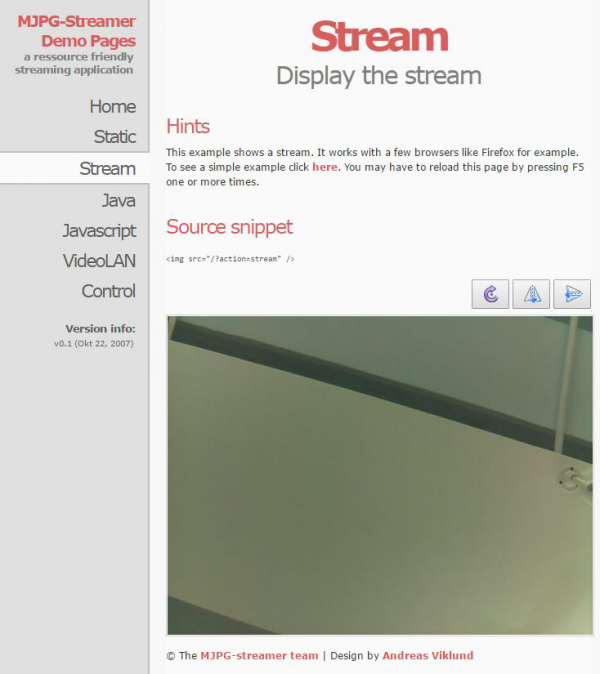 MJPG-Streamer
Demo Pages
a ressource friendly
streaming application
Home
Static
Stream
Java
Javascript
VideoLAN
Control
Version info:
v0.1 (Okt 22, 2007)
Stream
Display the stream
Hints
This example shows a stream. It works with a few browsers like Firefox for example.
To see a simple example click here. You may have to reload this page by pressing F5
one or more times.
Source snippet
<img src="/?action=stream" />
© The MJPG-streamer team | Design by Andreas Viklund